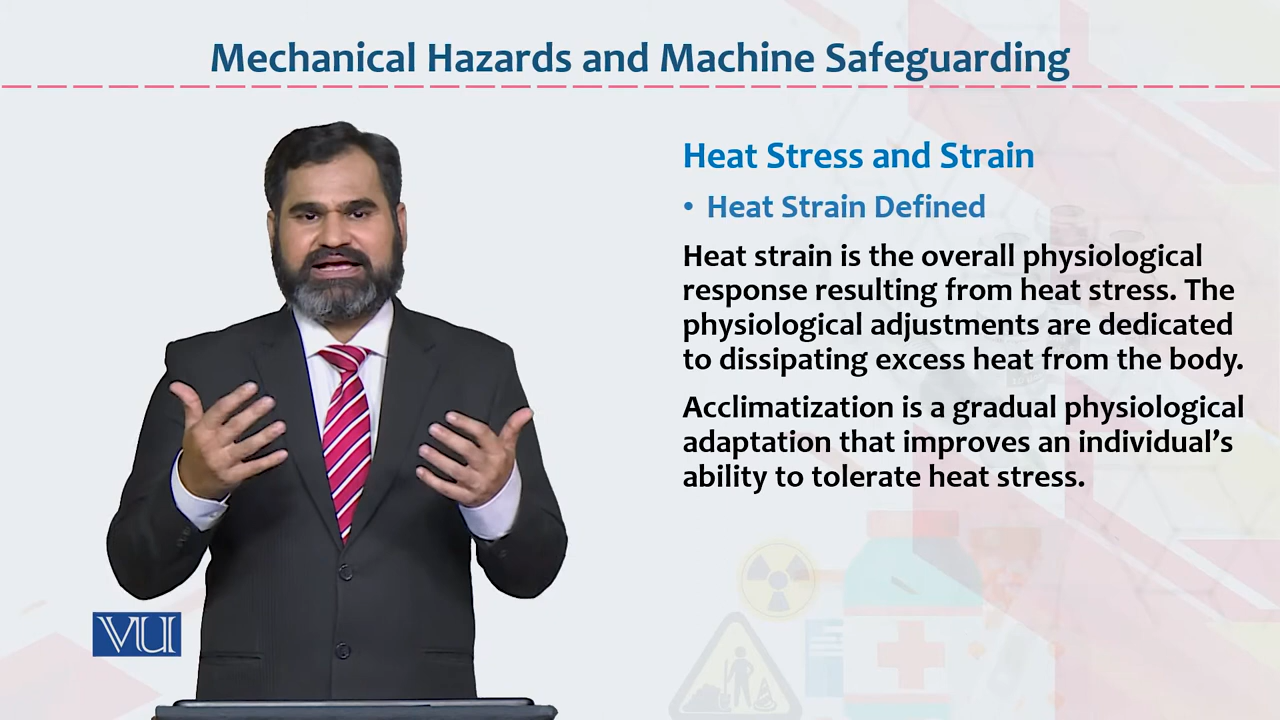 Mechanical Hazards and Machine Safeguarding
Heat Stress and Strain
• Heat Strain Defined
Heat strain is the overall physiological
response resulting from heat stress. The
physiological adjustments are dedicated
to dissipating excess heat from the body.
Acclimatization is a gradual physiological
adaptation that improves an individual’s
ability to tolerate heat stress.
VU